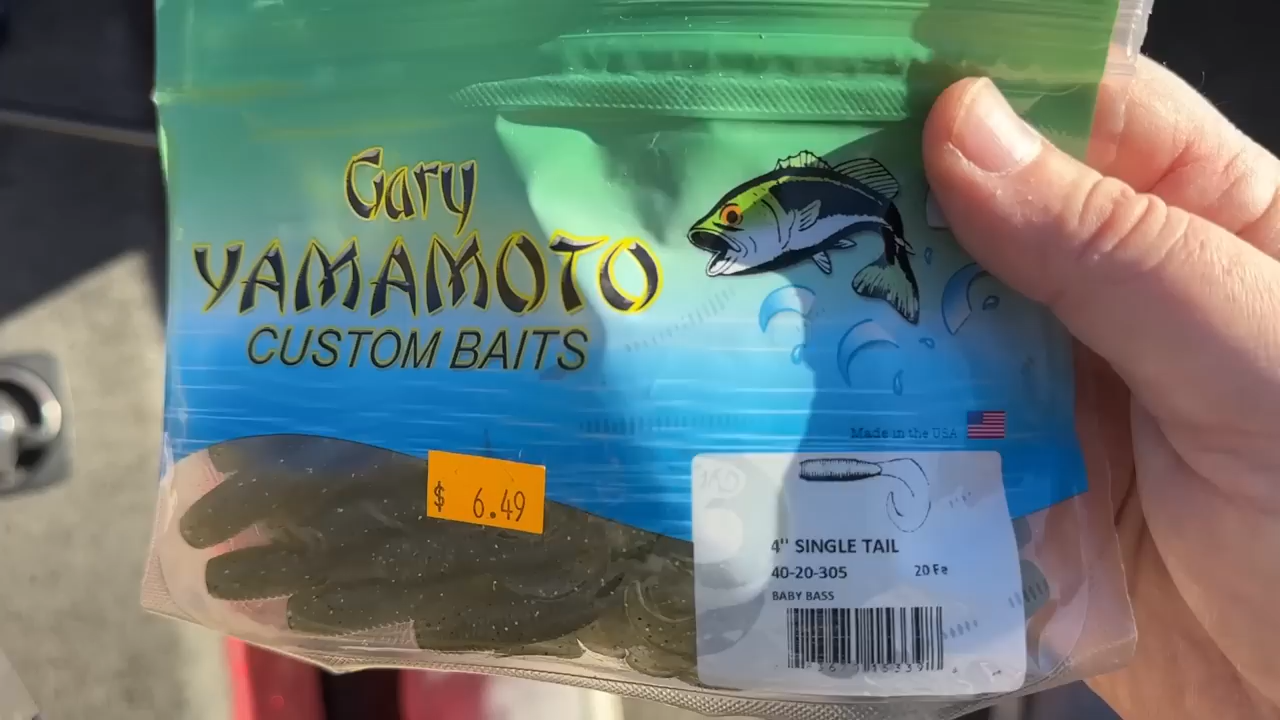 Gary
YAMAMOTO
CUSTOM BAITS
Made in the USA
$ 6.49
4" SINGLE TAIL
40-20-305 20
BABY BASS